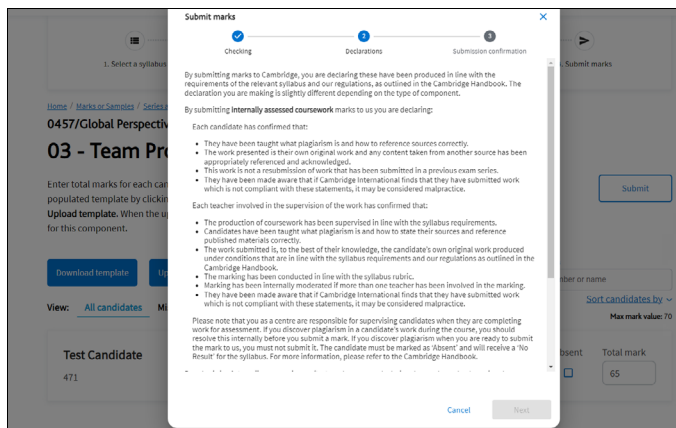 Submit marks
Checking
3
Declarations
3
Submission confirmation
1. Select a syllabus
Submit marks
By submitting marks to Cambridge, you are declaring these have been produced in line with the
requirements of the relevant syllabus and our regulations, as outlined in the Cambridge Handbook. The
declaration you are making is slightly different depending on the type of component.
By submitting internally assessed coursework marks to us you are declaring:
Each candidate has confirmed that:
• They have been taught what plagiarism is and how to reference sources correctly.
• The work presented is their own original work and any content taken from another source has been
appropriately referenced and acknowledged.
• This work is not a resubmission of work that has been submitted in a previous exam series.
• They have been made aware that if Cambridge International finds that they have submitted work
which is not compliant with these statements, it may be considered malpractice.
Each teacher involved in the supervision of the work has confirmed that:
• The production of coursework has been supervised in line with the syllabus requirements.
• Candidates have been taught what plagiarism is and how to state their sources and reference
published materials correctly.
• The work submitted is, to the best of their knowledge, the candidate's own original work produced
under conditions that are in line with the syllabus requirements and our regulations as outlined in the
Cambridge Handbook.
• The marking has been conducted in line with the syllabus rubric.
• Marking has been internally moderated if more than one teacher has been involved in the marking.
• They have been made aware that if Cambridge International finds that they have submitted work
which is not compliant with these statements, it may be considered malpractice.
Please note that you as a centre are responsible for supervising candidates when they are completing
work for assessment. If you discover plagiarism in a candidate's work during the course, you should
resolve this internally before you submit a mark. If you discover plagiarism when you are ready to submit
the mark to us, you must not submit it. The candidate must be marked as 'Absent' and will receive a 'No
Result' for the syllabus. For more information, please refer to the Cambridge Handbook.
Cancel
Next
Home / Marks or Samples / Series
0457/Global Perspectiv
03 - Team Pr
Enter total marks for each can
populated template by clickin
Upload template. When the
for this component.
Submit
Download template
Up
or name
View:
All candidates
Mi
Sort candidates by
Max mark value: 70
Test Candidate
471
bsent
Total mark
65